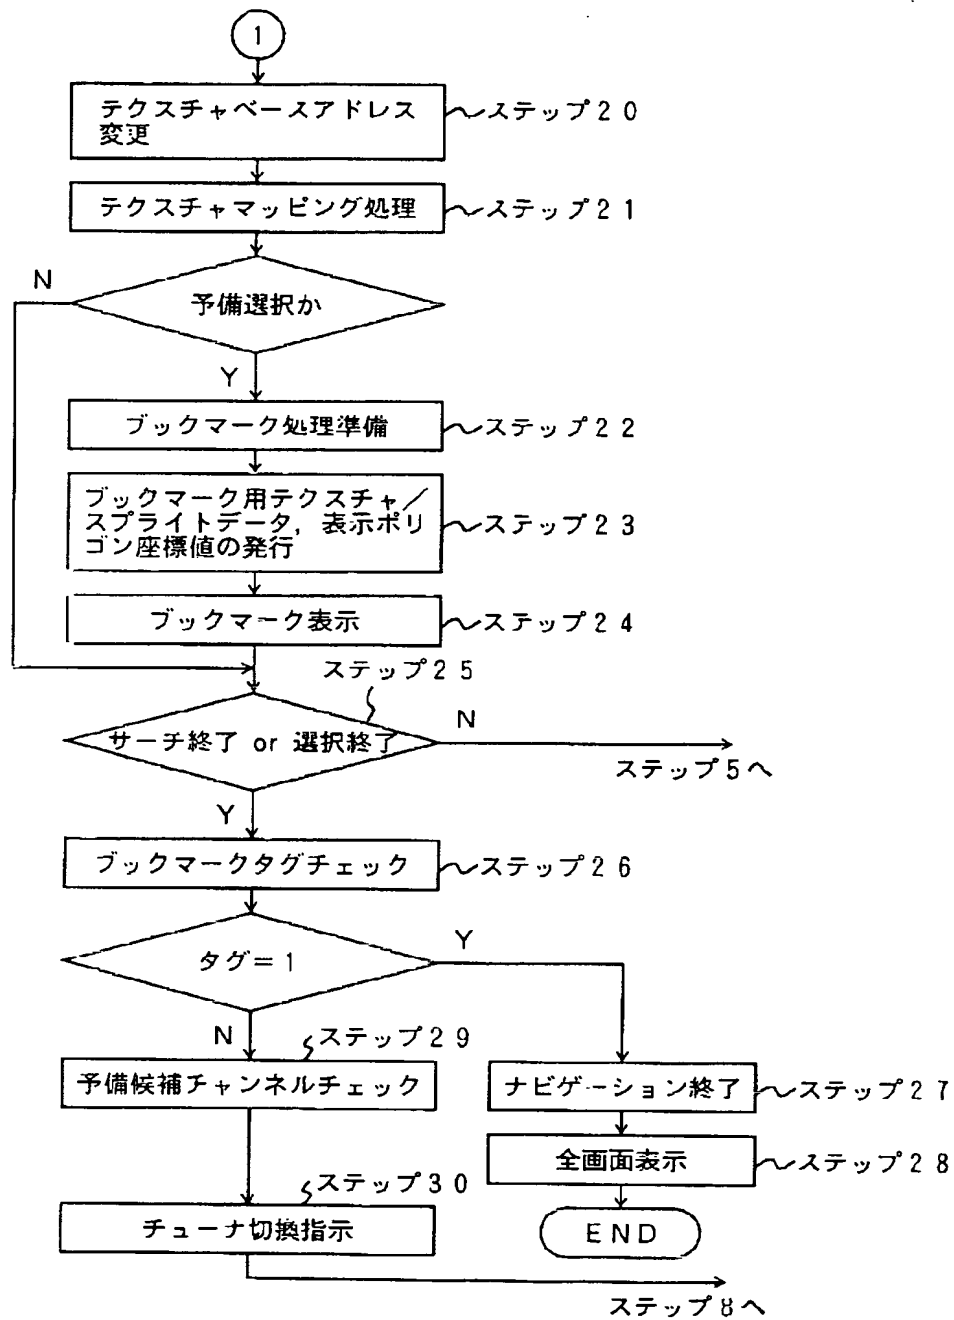 1
テクスチャベースアドレス
変更
ステップ20
テクスチャマッピング処理
ステップ21
N
予備選択か
Y
ブックマーク処理準備
ステップ22
ブックマーク用テクスチャ／
スプライトデータ，表示ポリ
ゴン座標値の発行
ステップ23
ブックマーク表示
ステップ24
ステップ25
サーチ終了 or 選択終了
N
ステップ5へ
Y
ブックマークタグチェック
ステップ26
タグ＝1
Y
N
ステップ29
予備候補チャンネルチェック
ナビゲーション終了
ステップ27
全画面表示
ステップ28
ステップ30
チューナ切換指示
END
ステップ8へ